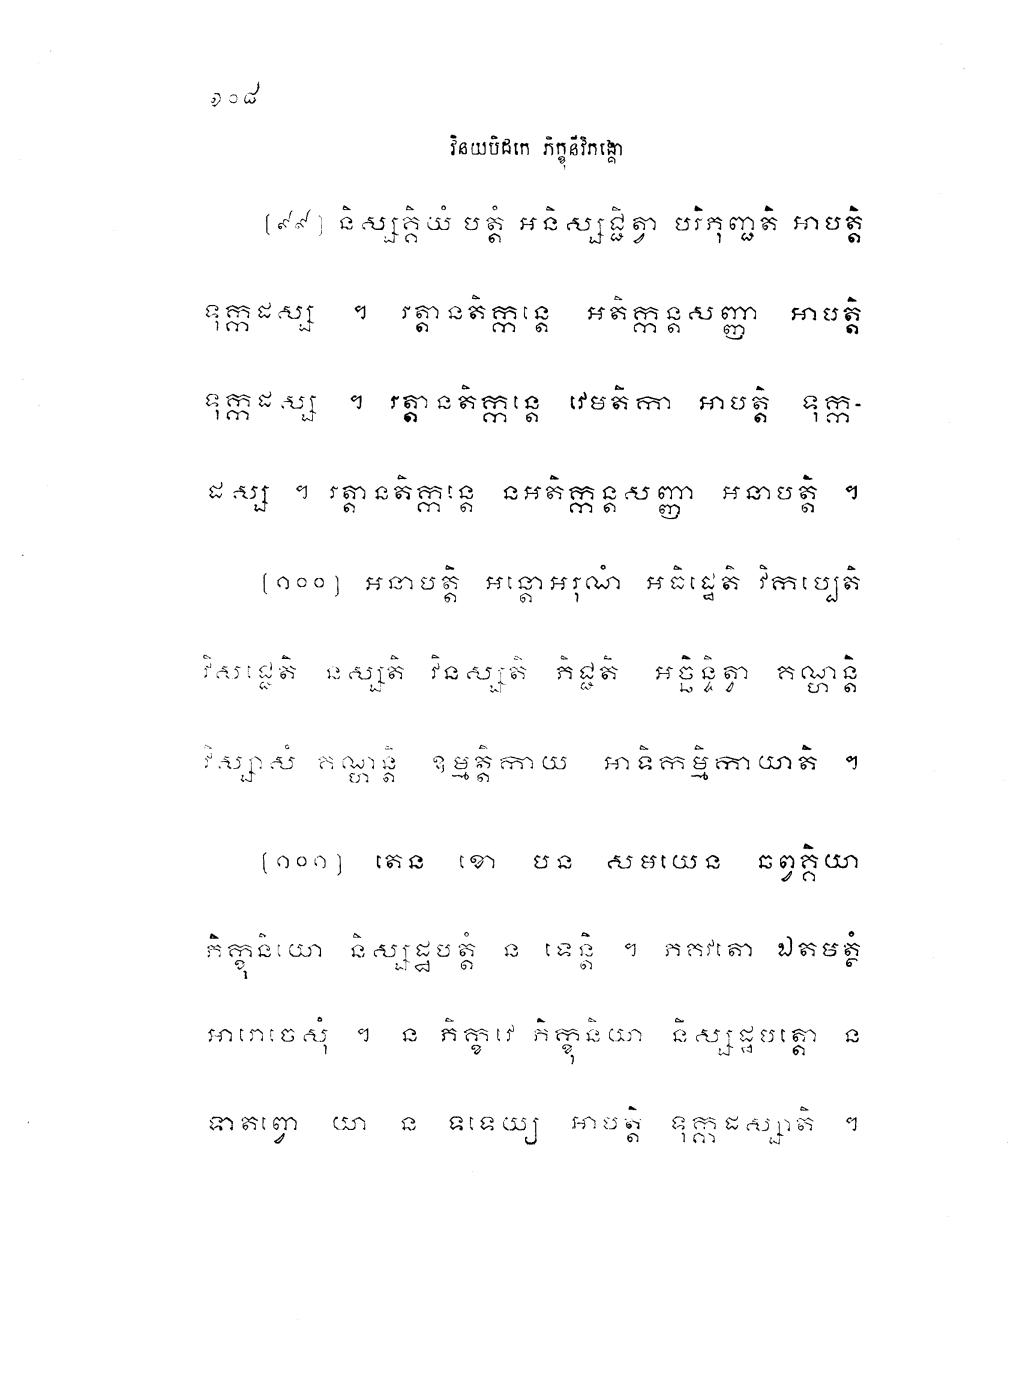 ១០៨
វិនយបិដកេ ភិក្ខុនីវិភង្គោ
[៩៩] និស្សគ្គិយំ បត្តំ អនិស្សជ្ជិត្វា បរិភុញ្ជតិ អាបត្តិ
ទុក្កដស្ស ។ រត្តានតិក្កន្តេ អតិក្កន្តសញ្ញា អាបត្តិ
ទុក្កដស្ស ។ រត្តានតិក្កន្តេ វេមតិកា អាបត្តិ ទុក្ក-
ដស្ស ។ រត្តានតិក្កន្តេ នអតិក្កន្តសញ្ញា អនាបត្តិ ។
[១០០] អនាបត្តិ អន្តោអរុណំ អធិដ្ឋេតិ វិកប្បេតិ
វិសជ្ជេតិ នស្សតិ វិនស្សតិ ភិជ្ជតិ អច្ឆិន្ទិត្វា គណ្ហន្តិ
វិស្សាសំ គណ្ហន្តិ ឧម្មត្តិកាយ អាទិកម្មិកាយាតិ ។
[១០១] តេន ខោ បន សមយេន ឆព្វគ្គិយា
ភិក្ខុនិយោ និស្សដ្ឋបត្តំ ន ទេន្តិ ។ ភគវតោ ឯតមត្ថំ
អារោចេសុំ ។ ន ភិក្ខវេ ភិក្ខុនិយា និស្សដ្ឋបត្តោ ន
ទាតព្វោ យា ន ទទេយ្យ អាបត្តិ ទុក្កដស្សាតិ ។